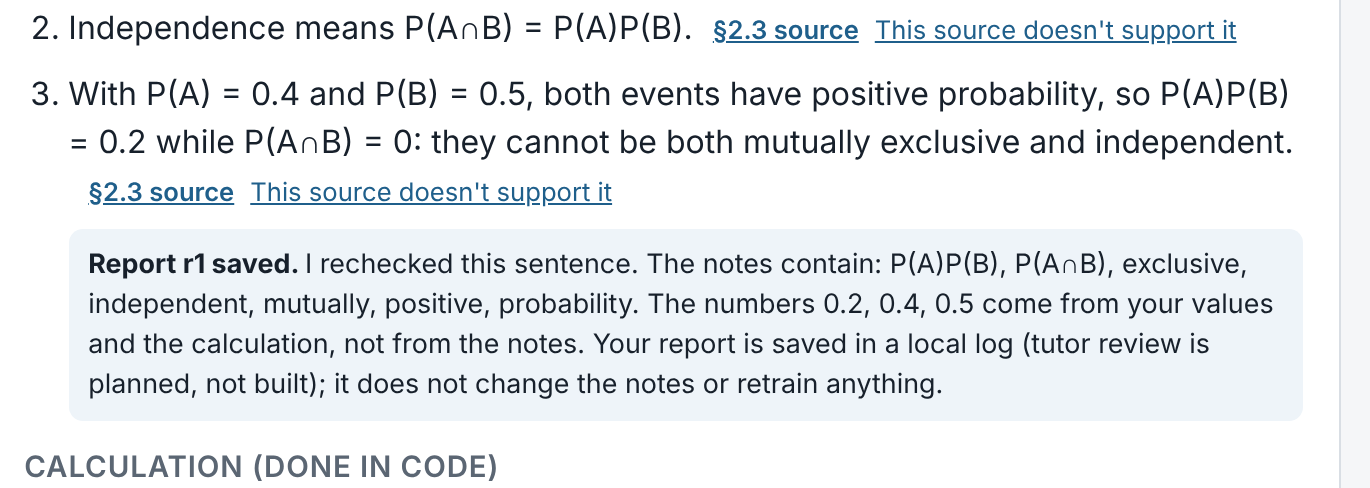 2. Independence means P(A∩B) = P(A)P(B). §2.3 source This source doesn't support it
3. With P(A) = 0.4 and P(B) = 0.5, both events have positive probability, so P(A)P(B)
= 0.2 while P(A∩B) = 0: they cannot be both mutually exclusive and independent.
§2.3 source This source doesn't support it
Report r1 saved. I rechecked this sentence. The notes contain: P(A)P(B), P(A∩B), exclusive,
independent, mutually, positive, probability. The numbers 0.2, 0.4, 0.5 come from your values
and the calculation, not from the notes. Your report is saved in a local log (tutor review is
planned, not built); it does not change the notes or retrain anything.
CALCULATION (DONE IN CODE)